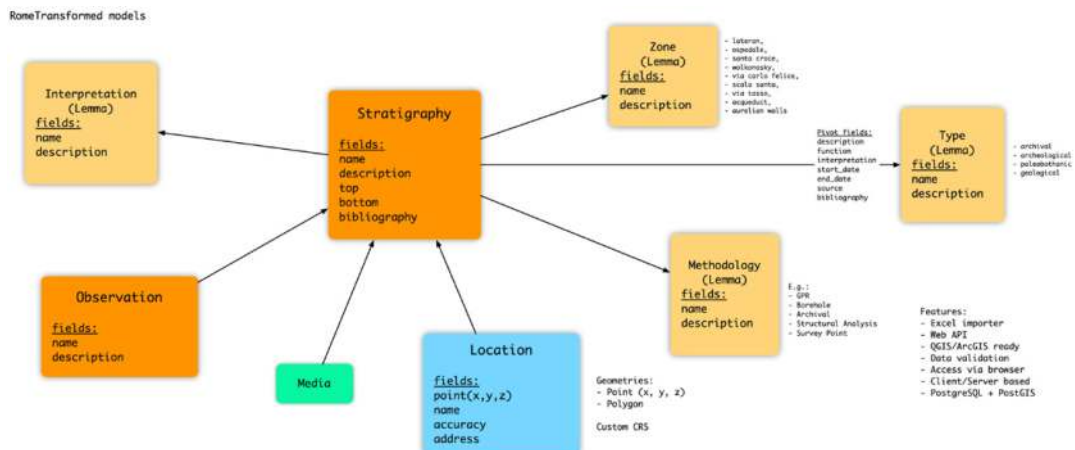 RomeTransformed models
Interpretation
(Lemma)
fields:
name
description
Stratigraphy
fields:
name
description
top
bottom
bibliography
Zone
(Lemma)
fields:
name
description
- lateran,
- ospedale,
- santa croce,
- wolkonsky,
- via carlo felice,
- scala santa,
- via tasso,
- acqueduct,
- aurelian walls
Pivot fields:
description
function
interpretation
start_date
end_date
source
bibliography
Type
(Lemma)
fields:
name
description
- archival
- archeological
- paleobothanic
- geological
Methodology
(Lemma)
fields:
name
description
E.g.:
- GPR
- Borehole
- Archival
- Structural Analysis
- Survey Point
Observation
fields:
name
description
Media
Location
fields:
point(x,y,z)
name
accuracy
address
Geometries:
- Point (x, y, z)
- Polygon
Custom CRS
Features:
- Excel importer
- Web API
- QGIS/ArcGIS ready
- Data validation
- Access via browser
- Client/Server based
- PostgreSQL + PostGIS